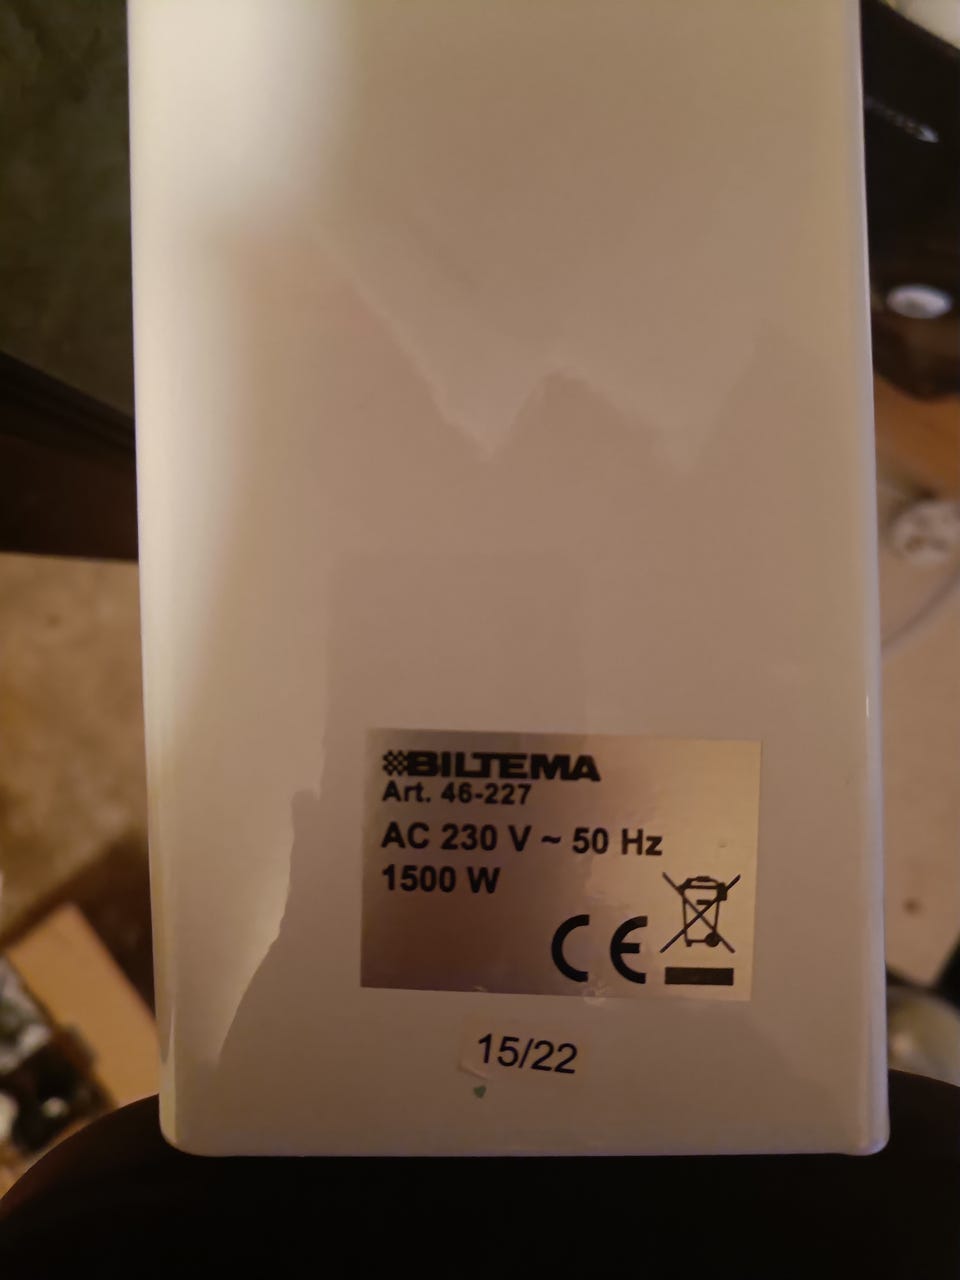 BILTEMA
Art. 46-227
AC 230 V ~ 50 Hz
1500 W
CE
15/22